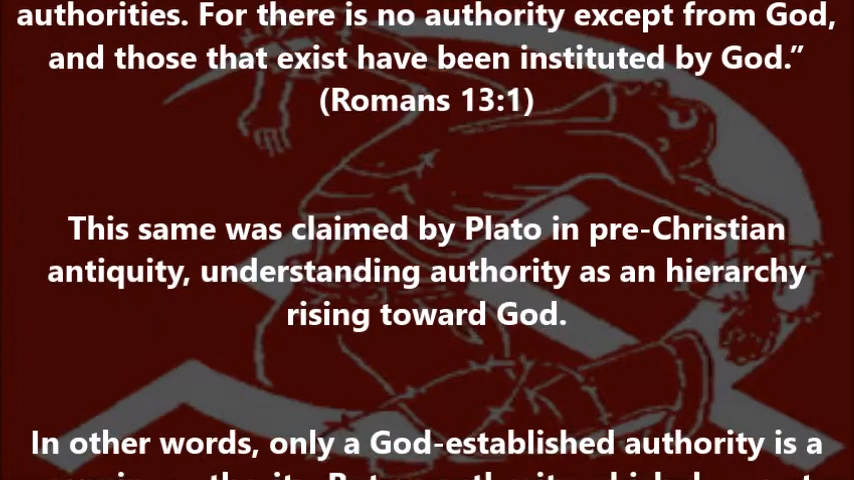 authorities. For there is no authority except from God,
and those that exist have been instituted by God.”
(Romans 13:1)
This same was claimed by Plato in pre-Christian
antiquity, understanding authority as an hierarchy
rising toward God.
In other words, only a God-established authority is a